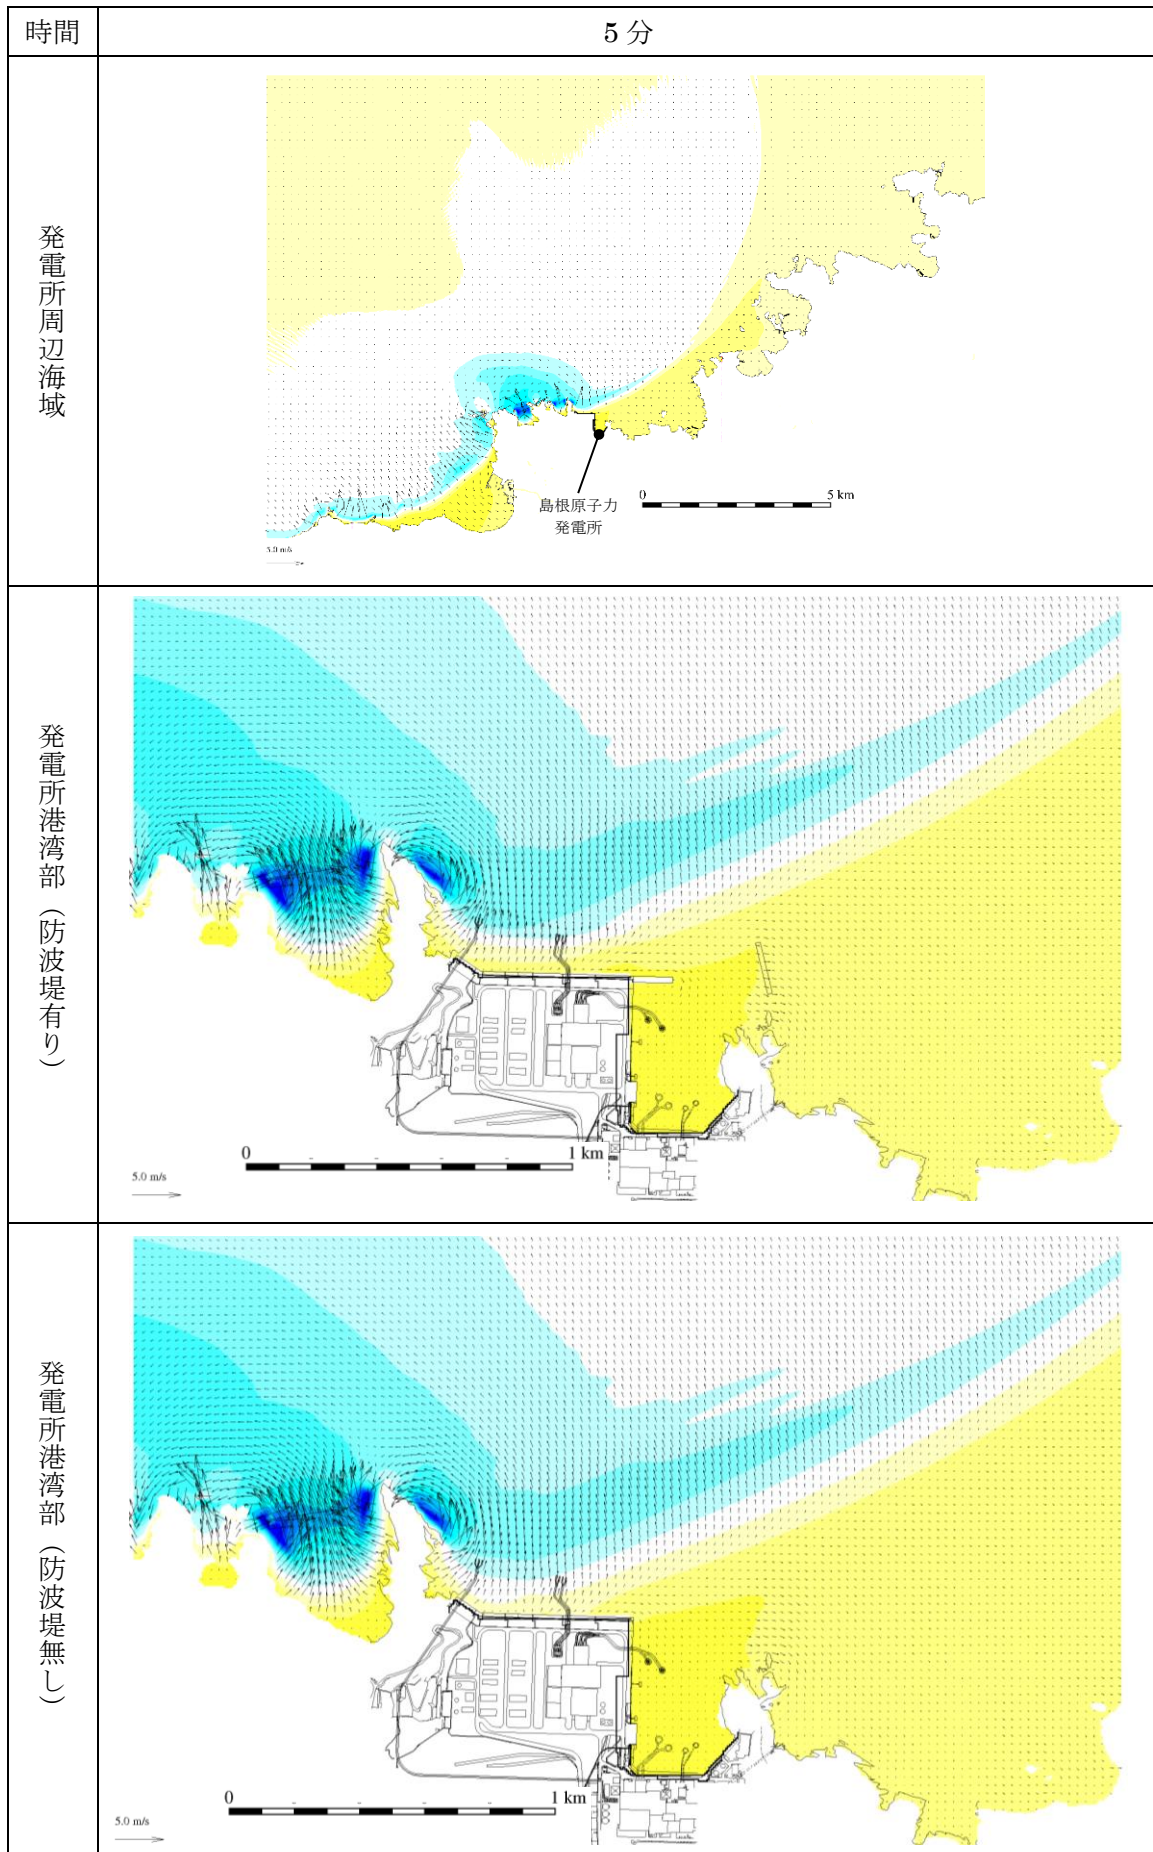 時間
5 分
発電所周辺海域
島根原子力
発電所
0
5 km
5.0 m/s
発電所港湾部（防波堤有り）
0
1 km
5.0 m/s
発電所港湾部（防波堤無し）
0
1 km
5.0 m/s